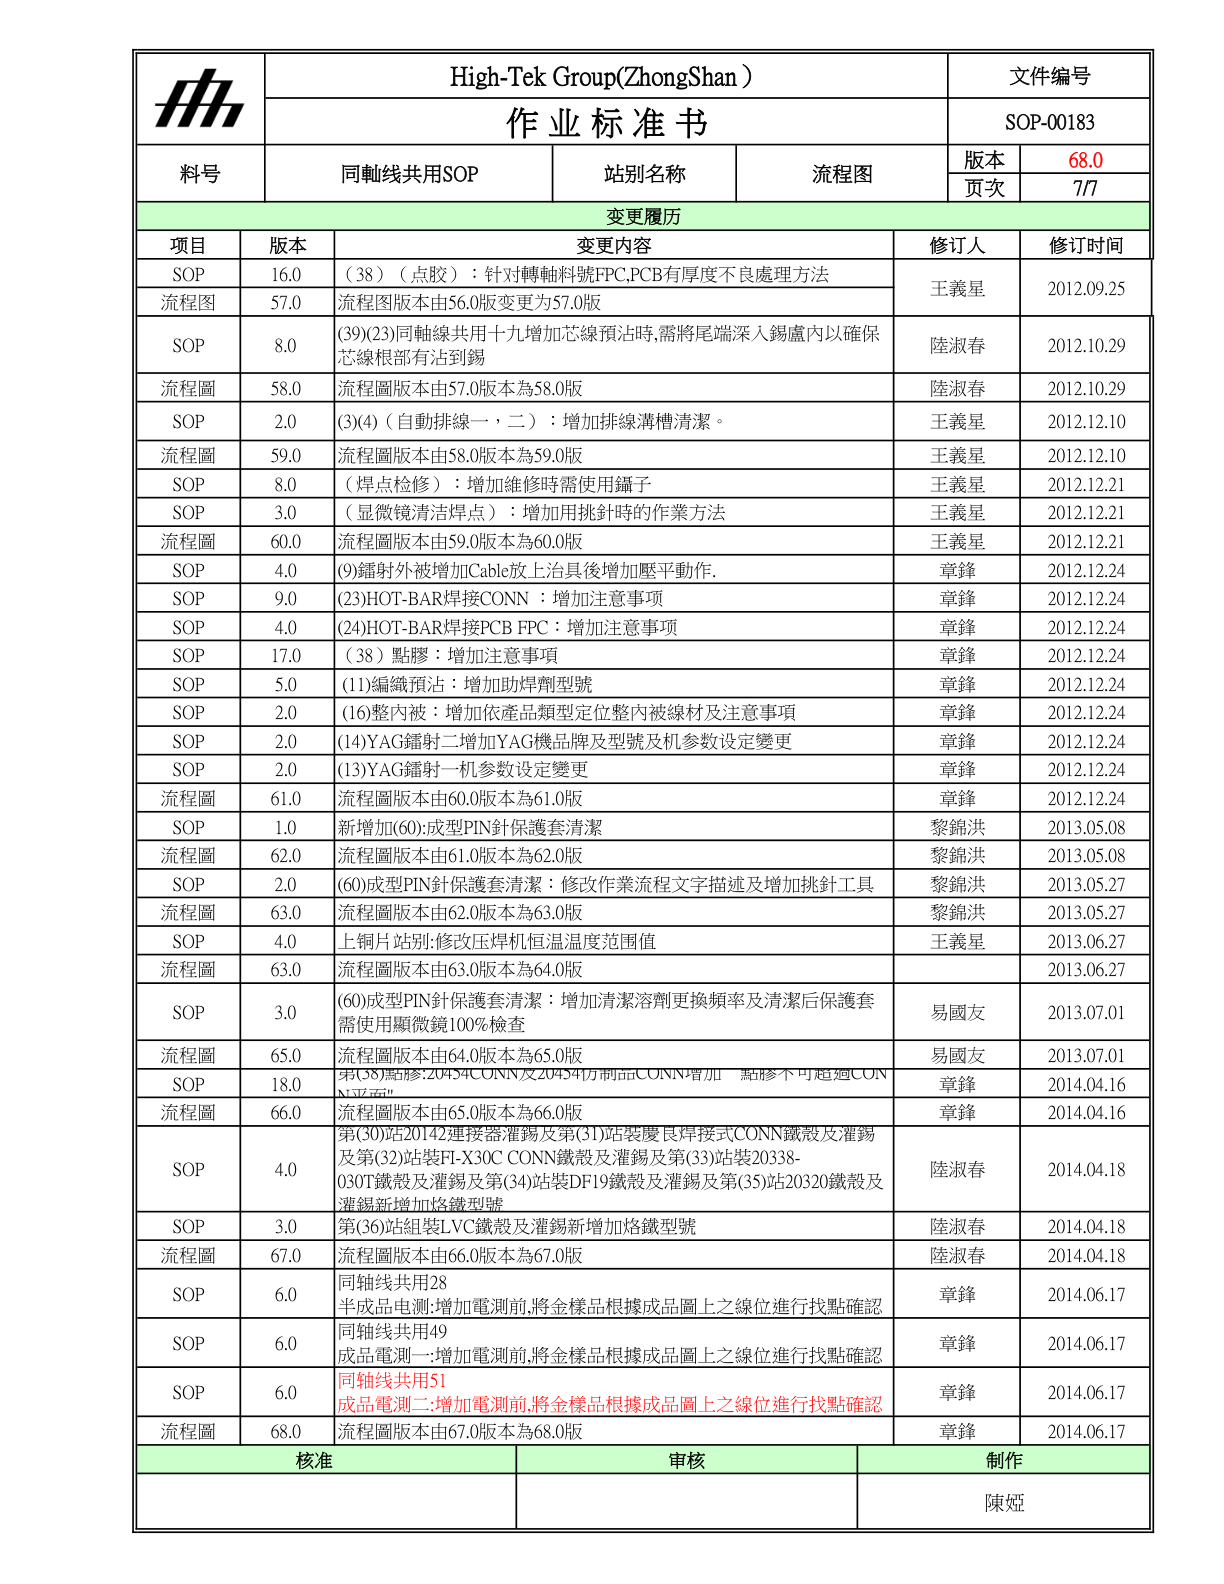 High-Tek Group(ZhongShan）
文件编号
作 业 标 准 书
SOP-00183
料号 同軸线共用SOP 站别名称 流程图 版本 68.0
页次 7/7
变更履历
项目 版本 变更内容 修订人 修订时间
SOP 16.0 （38）（点胶）：针对轉軸料號FPC,PCB有厚度不良處理方法 王義星 2012.09.25
流程图 57.0 流程图版本由56.0版变更为57.0版
SOP 8.0 (39)(23)同軸線共用十九增加芯線預沾時,需將尾端深入錫盧內以確保
芯線根部有沾到錫 陸淑春 2012.10.29
流程圖 58.0 流程圖版本由57.0版本為58.0版 陸淑春 2012.10.29
SOP 2.0 (3)(4)（自動排線一，二）：增加排線溝槽清潔。 王義星 2012.12.10
流程圖 59.0 流程圖版本由58.0版本為59.0版 王義星 2012.12.10
SOP 8.0 （焊点检修）：增加維修時需使用鑷子 王義星 2012.12.21
SOP 3.0 （显微镜清洁焊点）：增加用挑針時的作業方法 王義星 2012.12.21
流程圖 60.0 流程圖版本由59.0版本為60.0版 王義星 2012.12.21
SOP 4.0 (9)鐳射外被增加Cable放上治具後增加壓平動作. 章鋒 2012.12.24
SOP 9.0 (23)HOT-BAR焊接CONN ：增加注意事项 章鋒 2012.12.24
SOP 4.0 (24)HOT-BAR焊接PCB FPC：增加注意事项 章鋒 2012.12.24
SOP 17.0 （38）點膠：增加注意事項 章鋒 2012.12.24
SOP 5.0 (11)編織預沾：增加助焊劑型號 章鋒 2012.12.24
SOP 2.0 (16)整內被：增加依產品類型定位整內被線材及注意事項 章鋒 2012.12.24
SOP 2.0 (14)YAG鐳射二增加YAG機品牌及型號及机参数设定變更 章鋒 2012.12.24
SOP 2.0 (13)YAG鐳射一机参数设定變更 章鋒 2012.12.24
流程圖 61.0 流程圖版本由60.0版本為61.0版 章鋒 2012.12.24
SOP 1.0 新增加(60):成型PIN針保護套清潔 黎錦洪 2013.05.08
流程圖 62.0 流程圖版本由61.0版本為62.0版 黎錦洪 2013.05.08
SOP 2.0 (60)成型PIN針保護套清潔：修改作業流程文字描述及增加挑針工具 黎錦洪 2013.05.27
流程圖 63.0 流程圖版本由62.0版本為63.0版 黎錦洪 2013.05.27
SOP 4.0 上铜片站别:修改压焊机恒温温度范围值 王義星 2013.06.27
流程圖 63.0 流程圖版本由63.0版本為64.0版 2013.06.27
SOP 3.0 (60)成型PIN針保護套清潔：增加清潔溶劑更換頻率及清潔后保護套
需使用顯微鏡100%檢查 易國友 2013.07.01
流程圖 65.0 流程圖版本由64.0版本為65.0版 易國友 2013.07.01
SOP 18.0 第(38)點膠:20454CONN及20454仿制品CONN增加 點膠不可超過CON
N平面" 章鋒 2014.04.16
流程圖 66.0 流程圖版本由65.0版本為66.0版 章鋒 2014.04.16
SOP 4.0 第(30)站20142連接器灌錫及第(31)站裝慶良焊接式CONN鐵殼及灌錫
及第(32)站裝FI-X30C CONN鐵殼及灌錫及第(33)站裝20338-
030T鐵殼及灌錫及第(34)站裝DF19鐵殼及灌錫及第(35)站20320鐵殼及
灌錫新增加烙鐵型號 陸淑春 2014.04.18
SOP 3.0 第(36)站組裝LVC鐵殼及灌錫新增加烙鐵型號 陸淑春 2014.04.18
流程圖 67.0 流程圖版本由66.0版本為67.0版 陸淑春 2014.04.18
SOP 6.0 同轴线共用28
半成品电测:增加電測前,將金樣品根據成品圖上之線位進行找點確認 章鋒 2014.06.17
SOP 6.0 同轴线共用49
成品電測一:增加電測前,將金樣品根據成品圖上之線位進行找點確認 章鋒 2014.06.17
SOP 6.0 同轴线共用51
成品電測二:增加電測前,將金樣品根據成品圖上之線位進行找點確認 章鋒 2014.06.17
流程圖 68.0 流程圖版本由67.0版本為68.0版 章鋒 2014.06.17
核准 审核 制作
陳婭